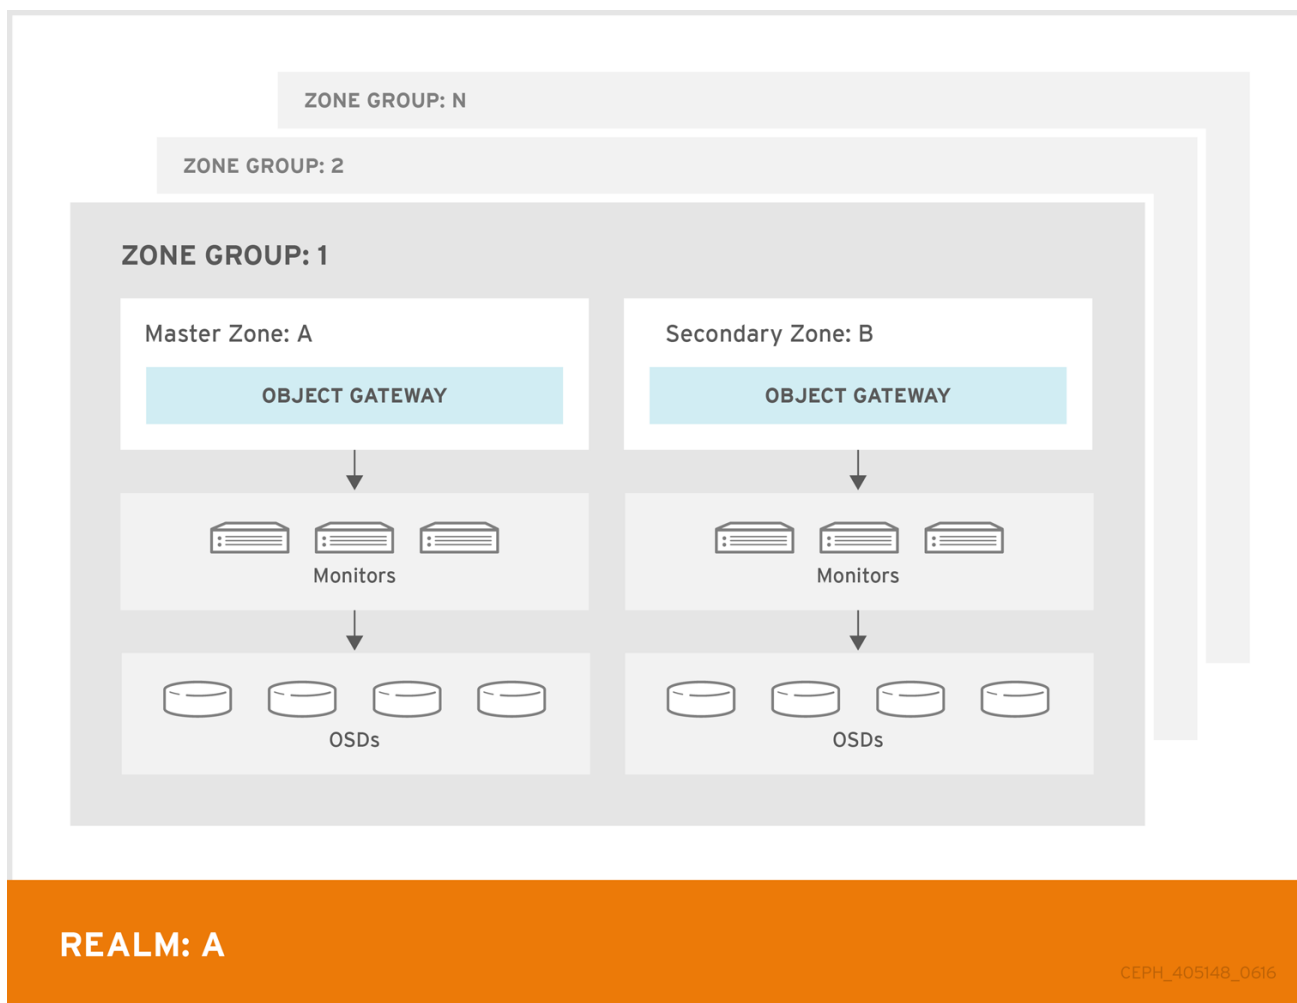 ZONE GROUP: N
ZONE GROUP: 2
ZONE GROUP: 1
Master Zone: A
OBJECT GATEWAY
Monitors
OSDs
Secondary Zone: B
OBJECT GATEWAY
Monitors
OSDs
REALM: A
CEPH_405148_0616